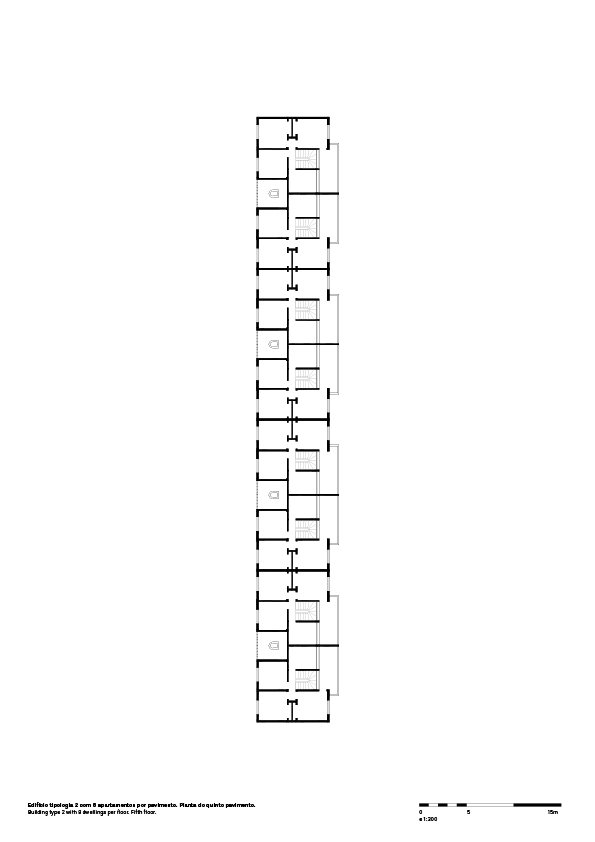 Edifício tipologia 2 com 8 apartamentos por pavimento. Planta do quinto pavimento.
Building type 2 with 8 dwellings per floor. Fifth floor.
0 5 15m
e 1:300